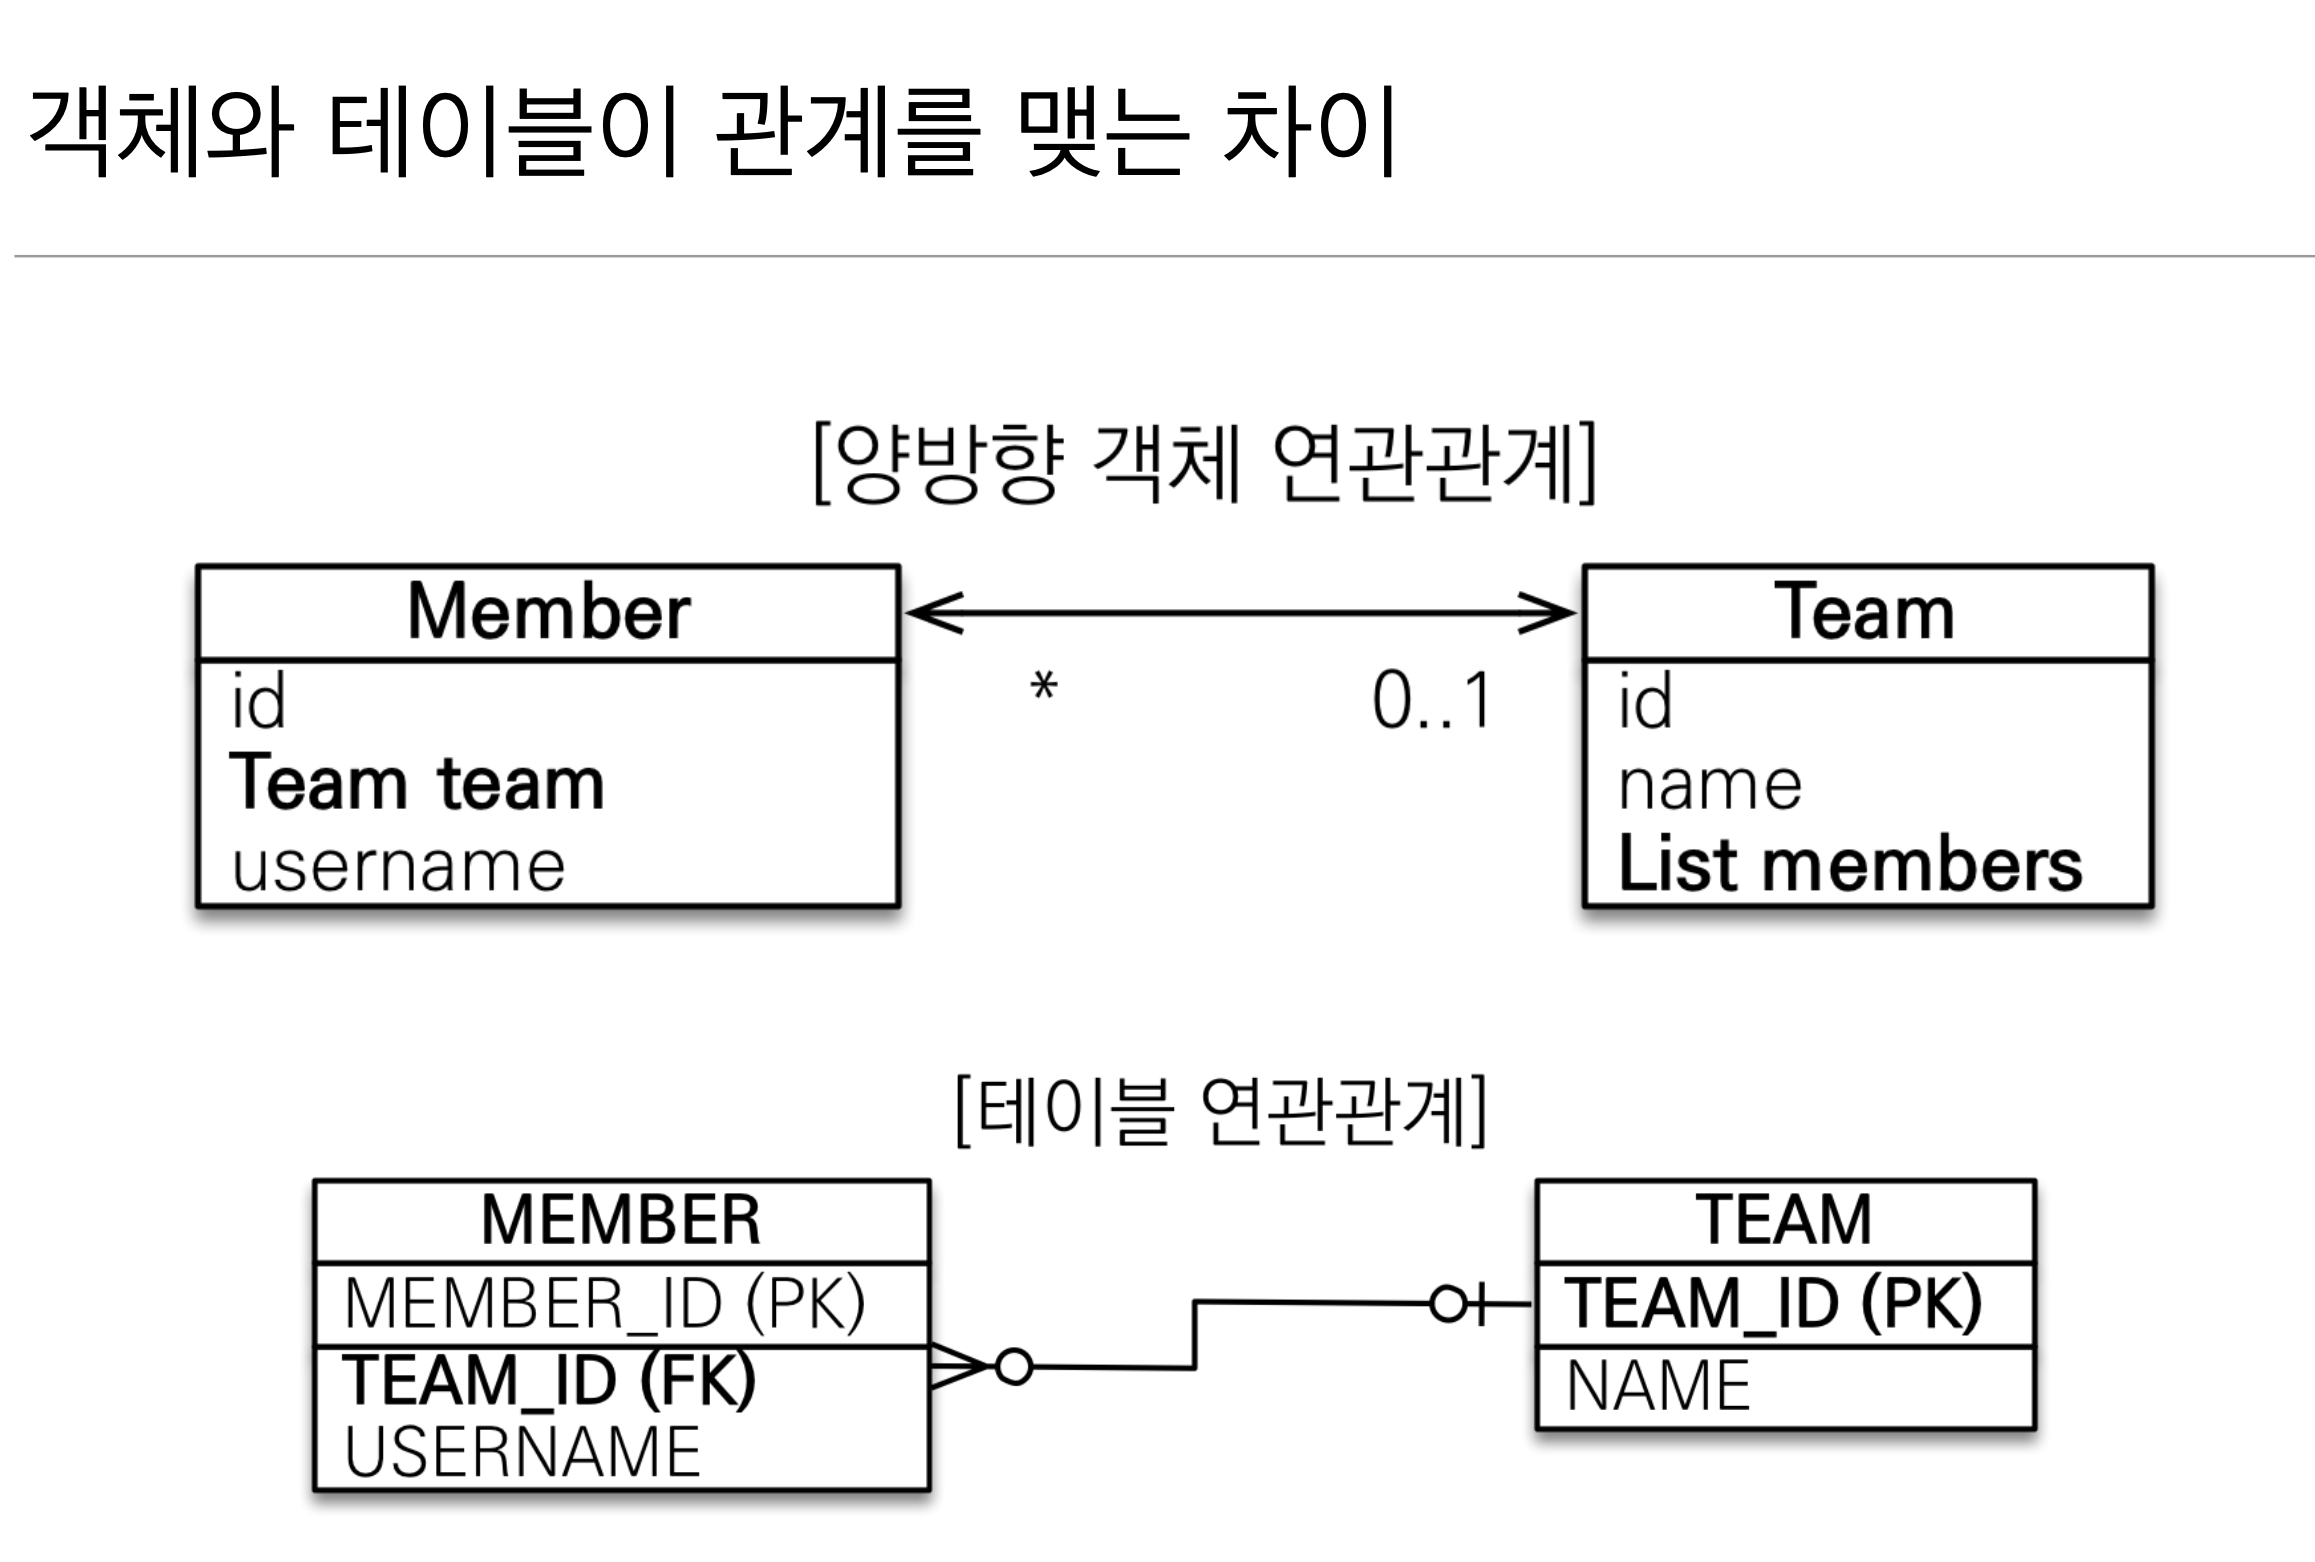 객체와 테이블이 관계를 맺는 차이
[양방향 객체 연관관계]
Member
id
Team team
username
* 0..1
Team
id
name
List members
[테이블 연관관계]
MEMBER
MEMBER_ID (PK)
TEAM_ID (FK)
USERNAME
TEAM
TEAM_ID (PK)
NAME